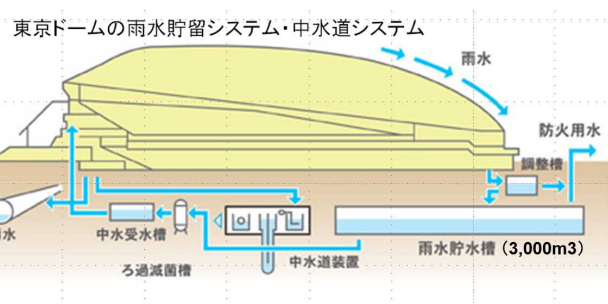 東京ドームの雨水貯留システム・中水道システム
雨水
防火用水
調整槽
水
中水受水槽
ろ過滅菌槽
中水道装置
雨水貯水槽（3,000m3）